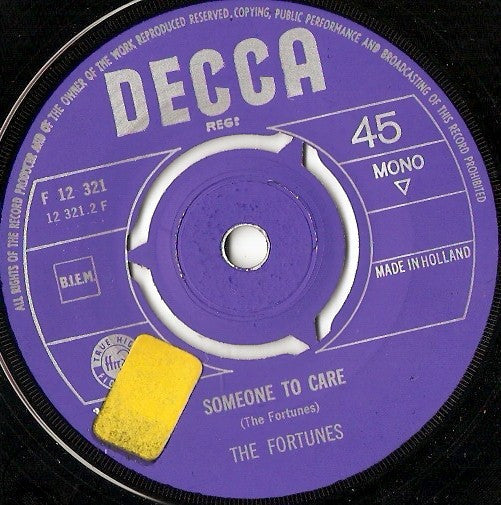 ALL RIGHTS OF THE RECORD PRODUCER AND OF THE OWNER OF THE WORK REPRODUCED RESERVED, COPYING, PUBLIC PERFORMANCE AND BROADCASTING OF THIS RECORD PROHIBITED
DECCA
REG!
45
MONO
F 12 321
12 321.2 F
B.I.E.M.
MADE IN HOLLAND
TRUE
SOMEONE TO CARE
(The Fortunes)
THE FORTUNES